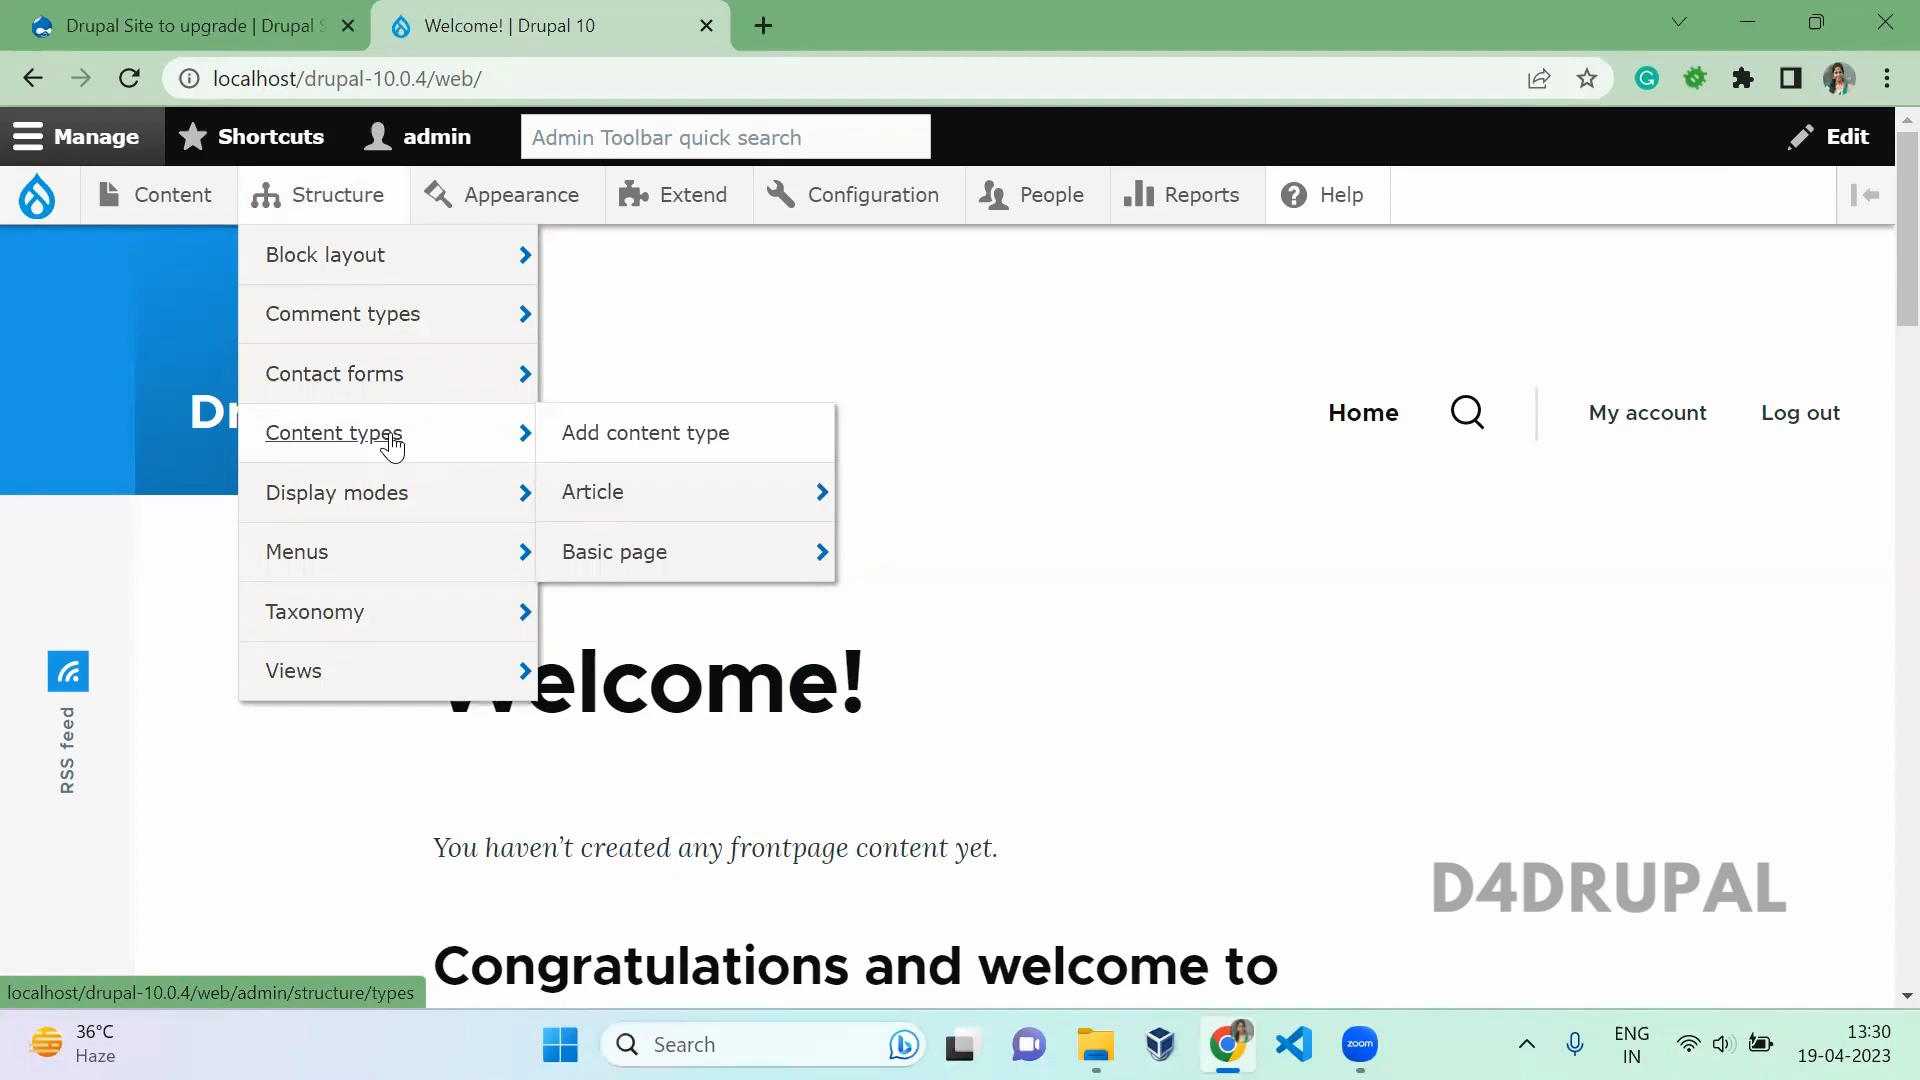 Drupal Site to upgrade | Drupal
Welcome! | Drupal 10
localhost/drupal-10.0.4/web/
Manage
Shortcuts
admin
Admin Toolbar quick search
Edit
Content
Structure
Appearance
Extend
Configuration
People
Reports
Help
Block layout
Comment types
Contact forms
Dr
Home
My account
Log out
Content types
Add content type
Display modes
Article
Menus
Basic page
Taxonomy
Views
Welcome!
RSS feed
You haven’t created any frontpage content yet.
D4DRUPAL
Congratulations and welcome to
localhost/drupal-10.0.4/web/admin/structure/types
36°C
Haze
Search
zoom
ENG
IN
13:30
19-04-2023